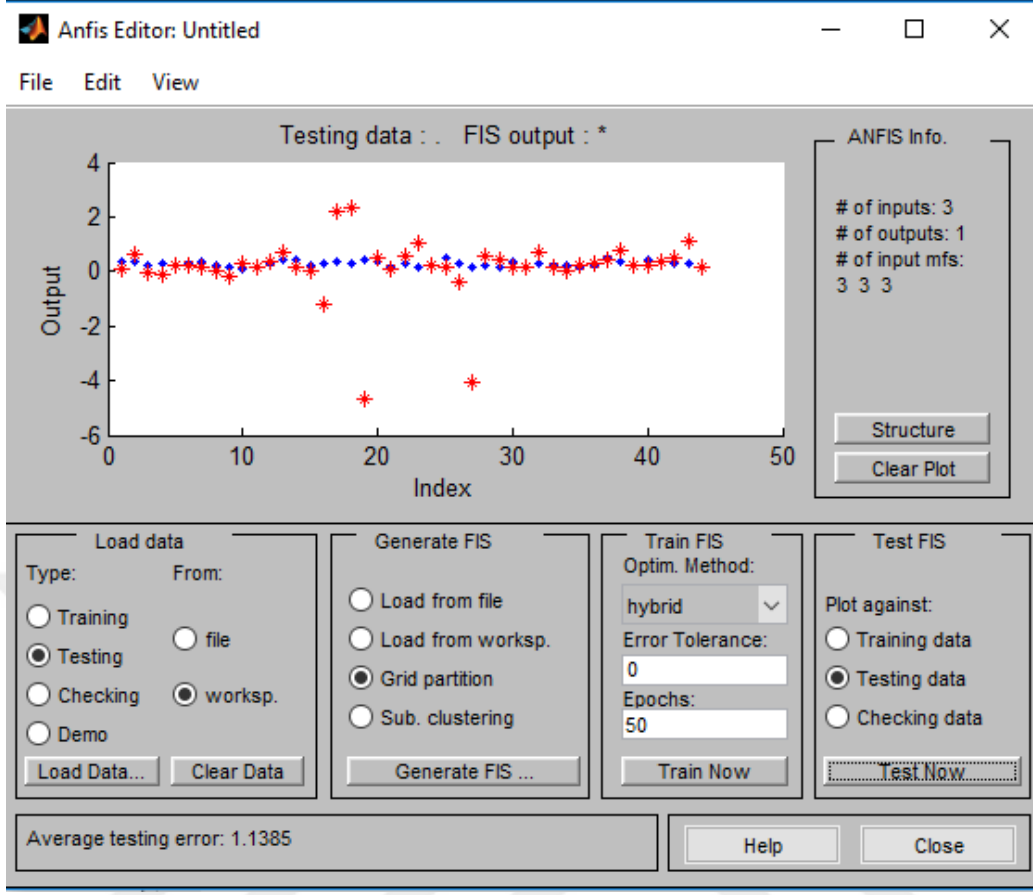 Anfis Editor: Untitled
File Edit View
Testing data : . FIS output : *
4
2
0
-2
-4
-6
Output
0 10 20 30 40 50
Index
ANFIS Info.
# of inputs: 3
# of outputs: 1
# of input mfs:
3 3 3
Structure
Clear Plot
Load data
Type: From:
Training
Testing
Checking
Demo
file
worksp.
Load Data... Clear Data
Generate FIS
Load from file
Load from worksp.
Grid partition
Sub. clustering
Generate FIS ...
Train FIS
Optim. Method:
hybrid
Error Tolerance:
0
Epochs:
50
Train Now
Test FIS
Plot against:
Training data
Testing data
Checking data
Test Now
Average testing error: 1.1385
Help Close